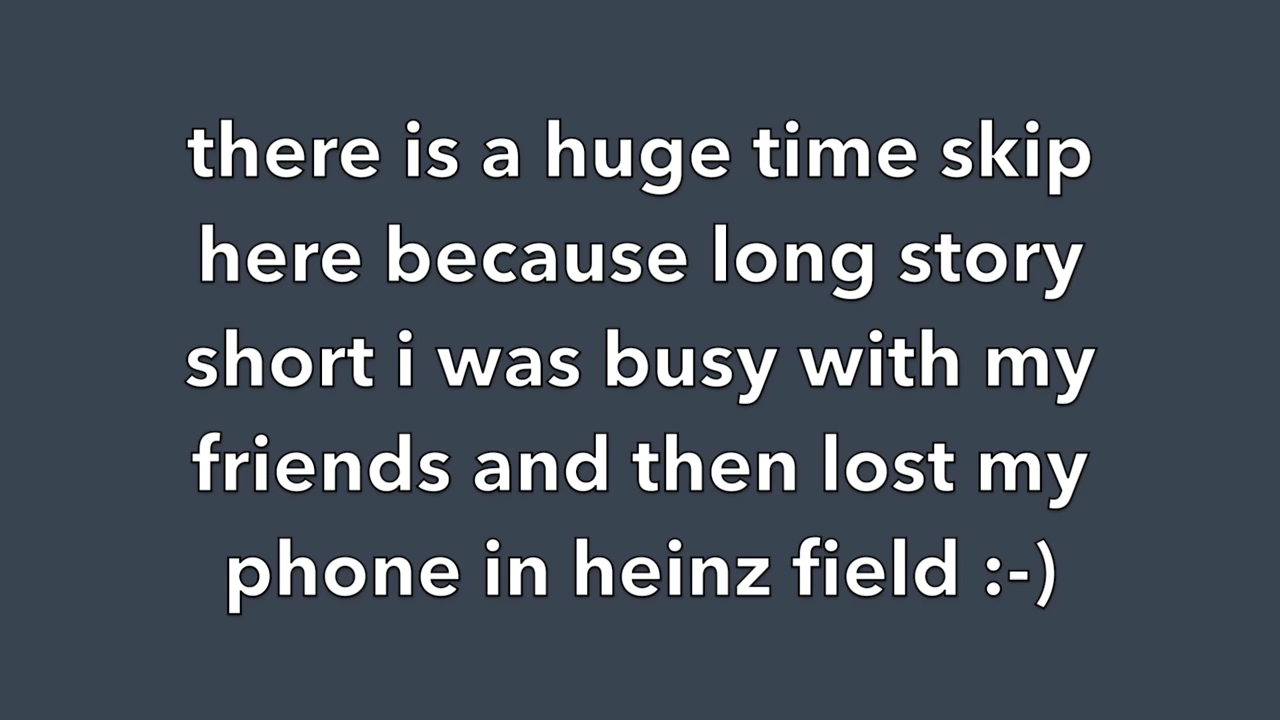 there is a huge time skip
here because long story
short i was busy with my
friends and then lost my
phone in heinz field :-)